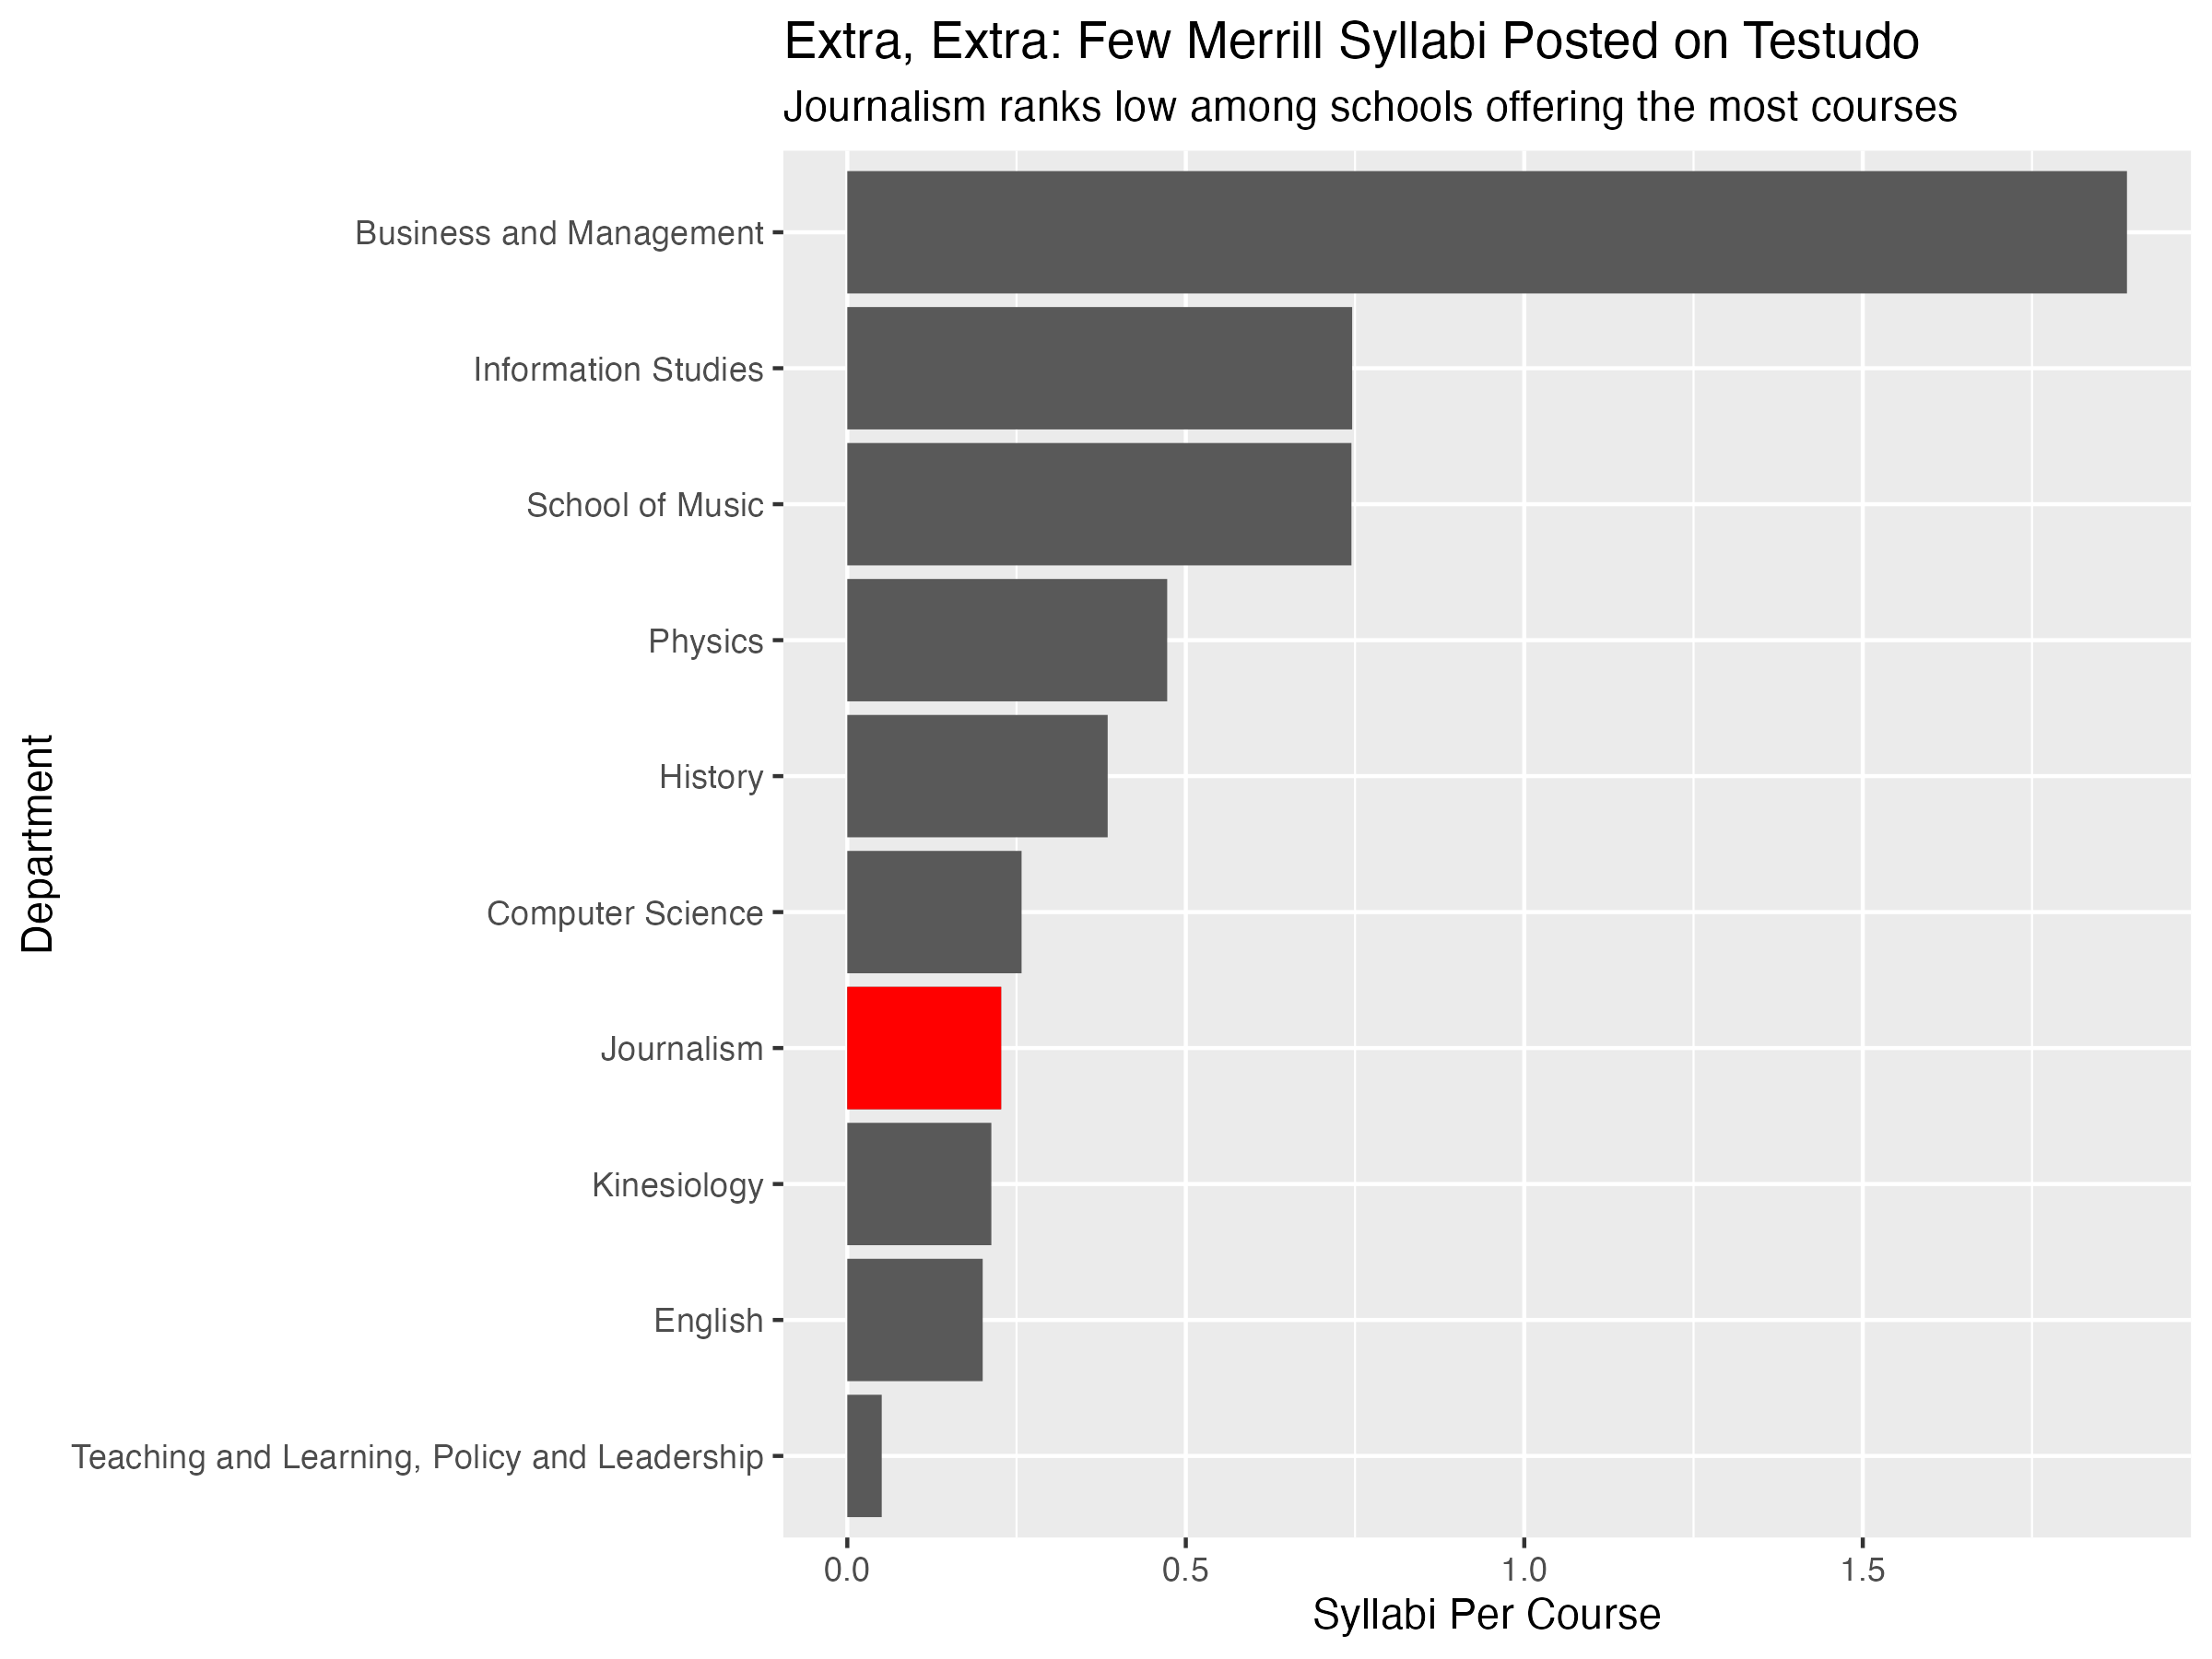 Extra, Extra: Few Merrill Syllabi Posted on Testudo
Journalism ranks low among schools offering the most courses
Department
Business and Management
Information Studies
School of Music
Physics
History
Computer Science
Journalism
Kinesiology
English
Teaching and Learning, Policy and Leadership
0.0 0.5 1.0 1.5
Syllabi Per Course